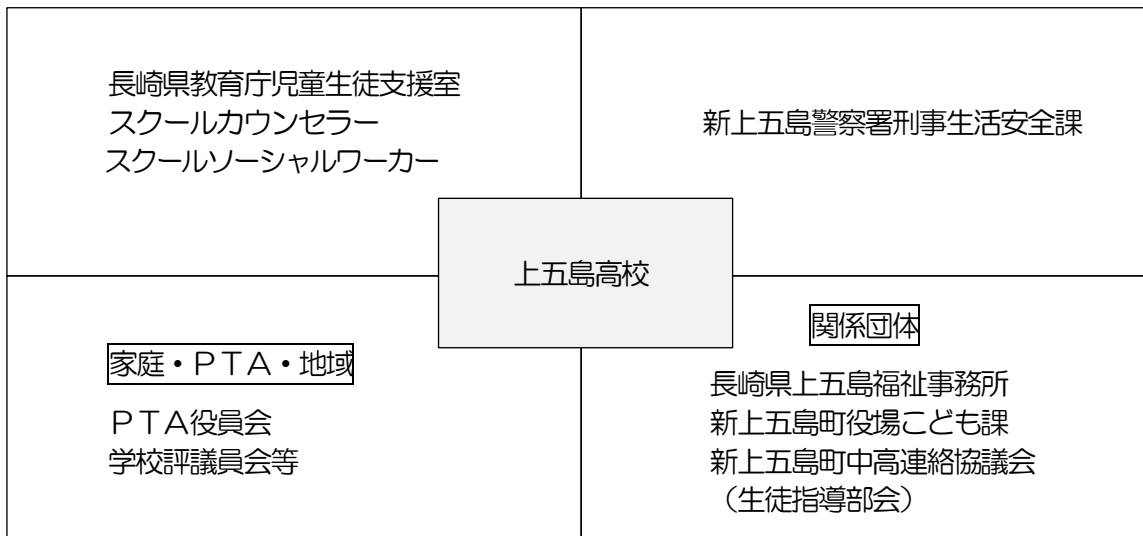 長崎県教育庁児童生徒支援室
スクールカウンセラー
スクールソーシャルワーカー
新上五島警察署刑事生活安全課
上五島高校
家庭・ＰＴＡ・地域
ＰＴＡ役員会
学校評議員会等
関係団体
長崎県上五島福祉事務所
新上五島町役場こども課
新上五島町中高連絡協議会
（生徒指導部会）